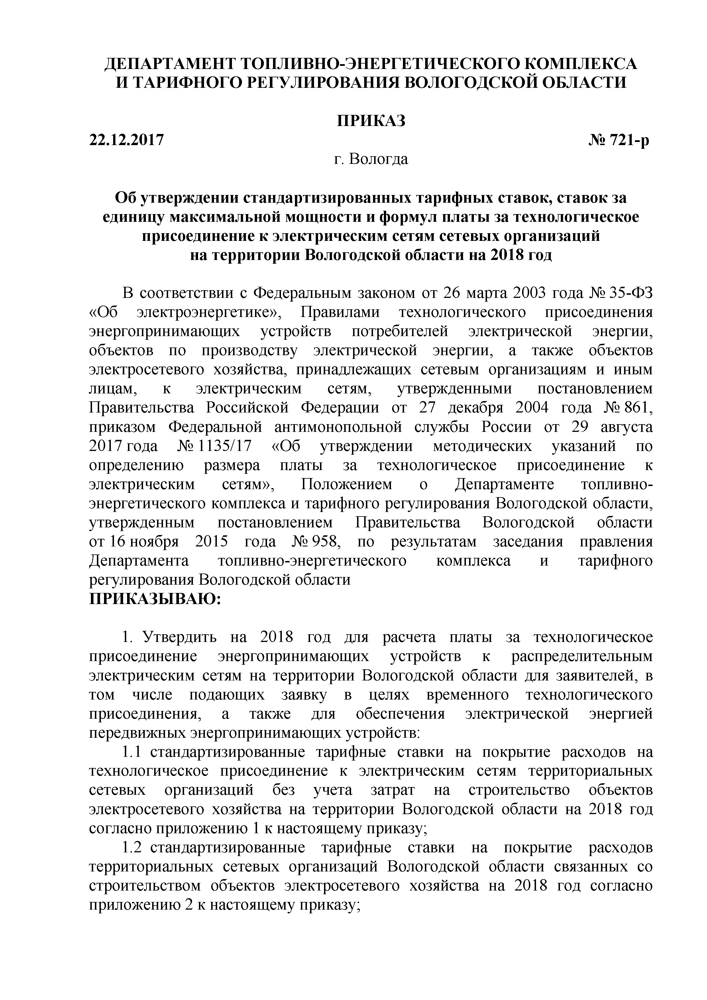 ДЕПАРТАМЕНТ ТОПЛИВНО-ЭНЕРГЕТИЧЕСКОГО КОМПЛЕКСА
И ТАРИФНОГО РЕГУЛИРОВАНИЯ ВОЛОГОДСКОЙ ОБЛАСТИ
ПРИКАЗ
22.12.2017 № 721-р
г. Вологда
Об утверждении стандартизированных тарифных ставок, ставок за
единицу максимальной мощности и формул платы за технологическое
присоединение к электрическим сетям сетевых организаций
на территории Вологодской области на 2018 год
В соответствии с Федеральным законом от 26 марта 2003 года № 35-ФЗ
«Об электроэнергетике», Правилами технологического присоединения
энергопринимающих устройств потребителей электрической энергии,
объектов по производству электрической энергии, а также объектов
электросетевого хозяйства, принадлежащих сетевым организациям и иным
лицам, к электрическим сетям, утвержденными постановлением
Правительства Российской Федерации от 27 декабря 2004 года № 861,
приказом Федеральной антимонопольной службы России от 29 августа
2017 года № 1135/17 «Об утверждении методических указаний по
определению размера платы за технологическое присоединение к
электрическим сетям», Положением о Департаменте топливно-
энергетического комплекса и тарифного регулирования Вологодской области,
утвержденным постановлением Правительства Вологодской области
от 16 ноября 2015 года № 958, по результатам заседания правления
Департамента топливно-энергетического комплекса и тарифного
регулирования Вологодской области
ПРИКАЗЫВАЮ:
1. Утвердить на 2018 год для расчета платы за технологическое
присоединение энергопринимающих устройств к распределительным
электрическим сетям на территории Вологодской области для заявителей, в
том числе подающих заявку в целях временного технологического
присоединения, а также для обеспечения электрической энергией
передвижных энергопринимающих устройств:
1.1 стандартизированные тарифные ставки на покрытие расходов на
технологическое присоединение к электрическим сетям территориальных
сетевых организаций без учета затрат на строительство объектов
электросетевого хозяйства на территории Вологодской области на 2018 год
согласно приложению 1 к настоящему приказу;
1.2 стандартизированные тарифные ставки на покрытие расходов
территориальных сетевых организаций Вологодской области связанных со
строительством объектов электросетевого хозяйства на 2018 год согласно
приложению 2 к настоящему приказу;